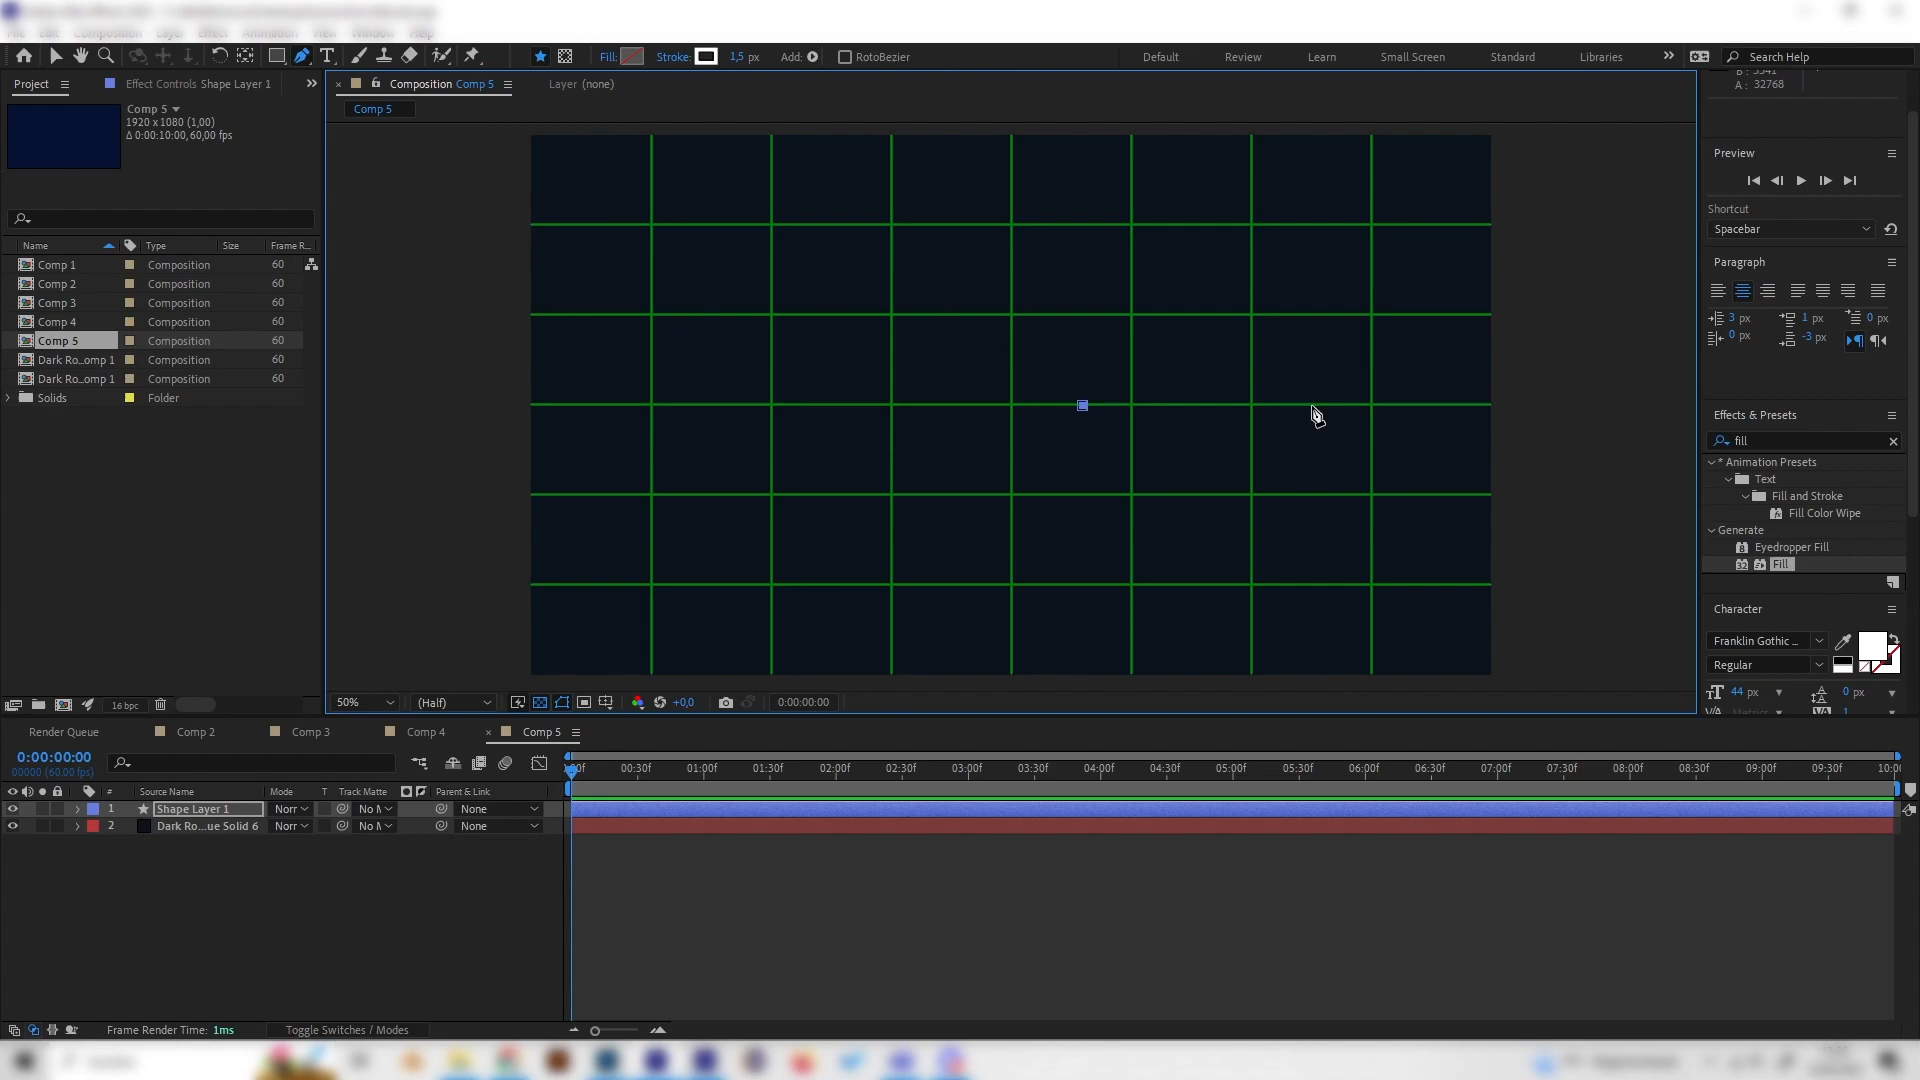 Fill:
Stroke:
1,5 px
Add:
RotoBezier
Default
Review
Learn
Small Screen
Standard
Libraries
Search Help
Project
Effect Controls Shape Layer 1
Composition Comp 5
Layer (none)
A : 32768
Comp 5
1920 x 1080 (1,00)
Δ 0:00:10:00, 60,00 fps
Comp 5
Name
Type
Size
Frame R...
Comp 1 Composition 60
Comp 2 Composition 60
Comp 3 Composition 60
Comp 4 Composition 60
Comp 5 Composition 60
Dark Ro...omp 1 Composition 60
Dark Ro...omp 1 Composition 60
Solids Folder
16 bpc
50%
(Half)
+0,0
0:00:00:00
Preview
Shortcut
Spacebar
Paragraph
3 px
1 px
0 px
0 px
-3 px
Effects & Presets
fill
* Animation Presets
Text
Fill and Stroke
Fill Color Wipe
Generate
Eyedropper Fill
32 Fill
Character
Franklin Gothic ...
Regular
44 px
0 px
Render Queue
Comp 2
Comp 3
Comp 4
Comp 5
0:00:00:00
00000 (60.00 fps)
00:30f 01:00f 01:30f 02:00f 02:30f 03:00f 03:30f 04:00f 04:30f 05:00f 05:30f 06:00f 06:30f 07:00f 07:30f 08:00f 08:30f 09:00f 09:30f
# Source Name Mode T Track Matte Parent & Link
1 Shape Layer 1 Norr No M None
2 Dark Ro...ue Solid 6 Norr No M None
Frame Render Time: 1ms
Toggle Switches / Modes